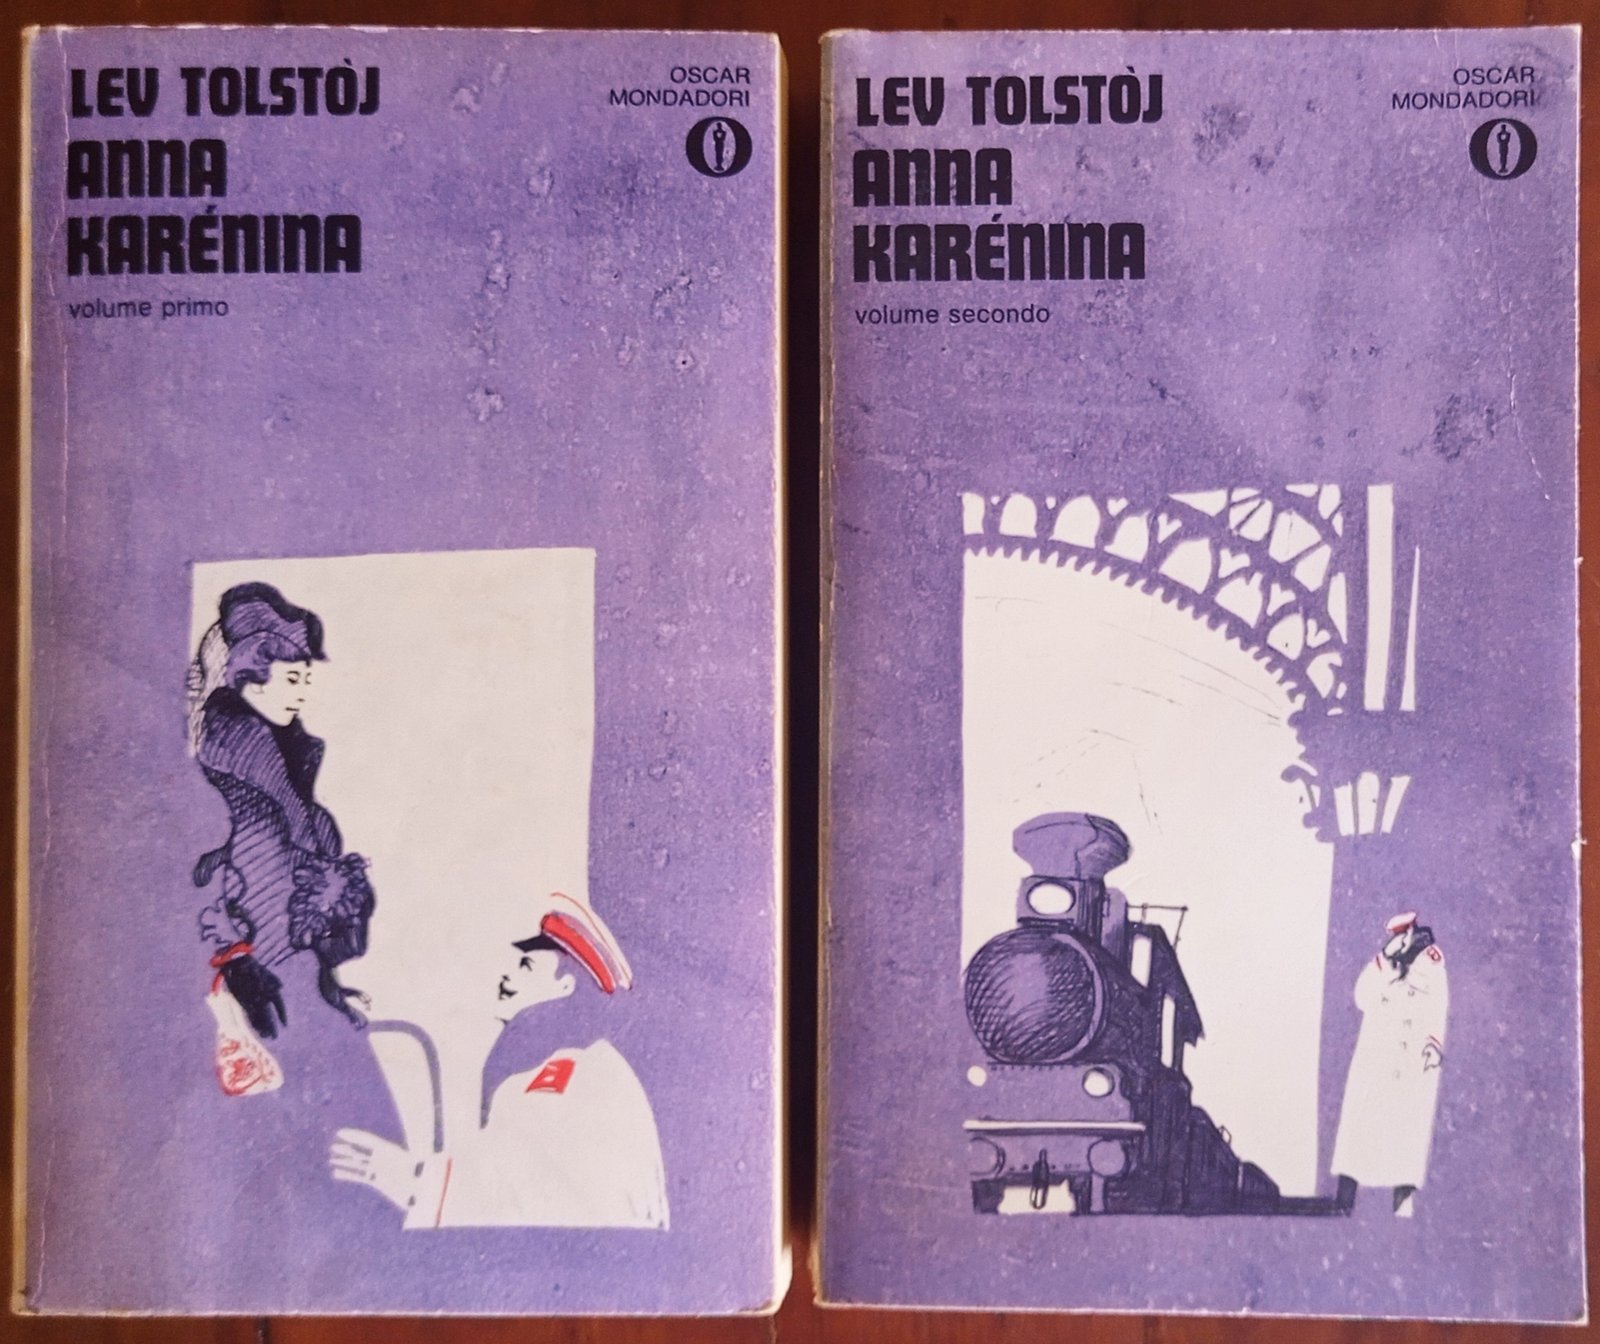 LEV TOLSTÒJ
ANNA
KARÉNINA
volume primo
OSCAR
MONDADORI
LEV TOLSTÒJ
ANNA
KARÉNINA
volume secondo
OSCAR
MONDADORI